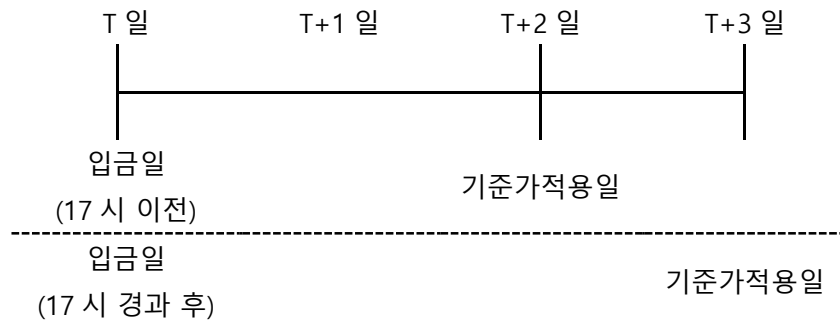 T 일 T+1 일 T+2 일 T+3 일
입금일
(17 시 이전)
기준가적용일
입금일
(17 시 경과 후)
기준가적용일